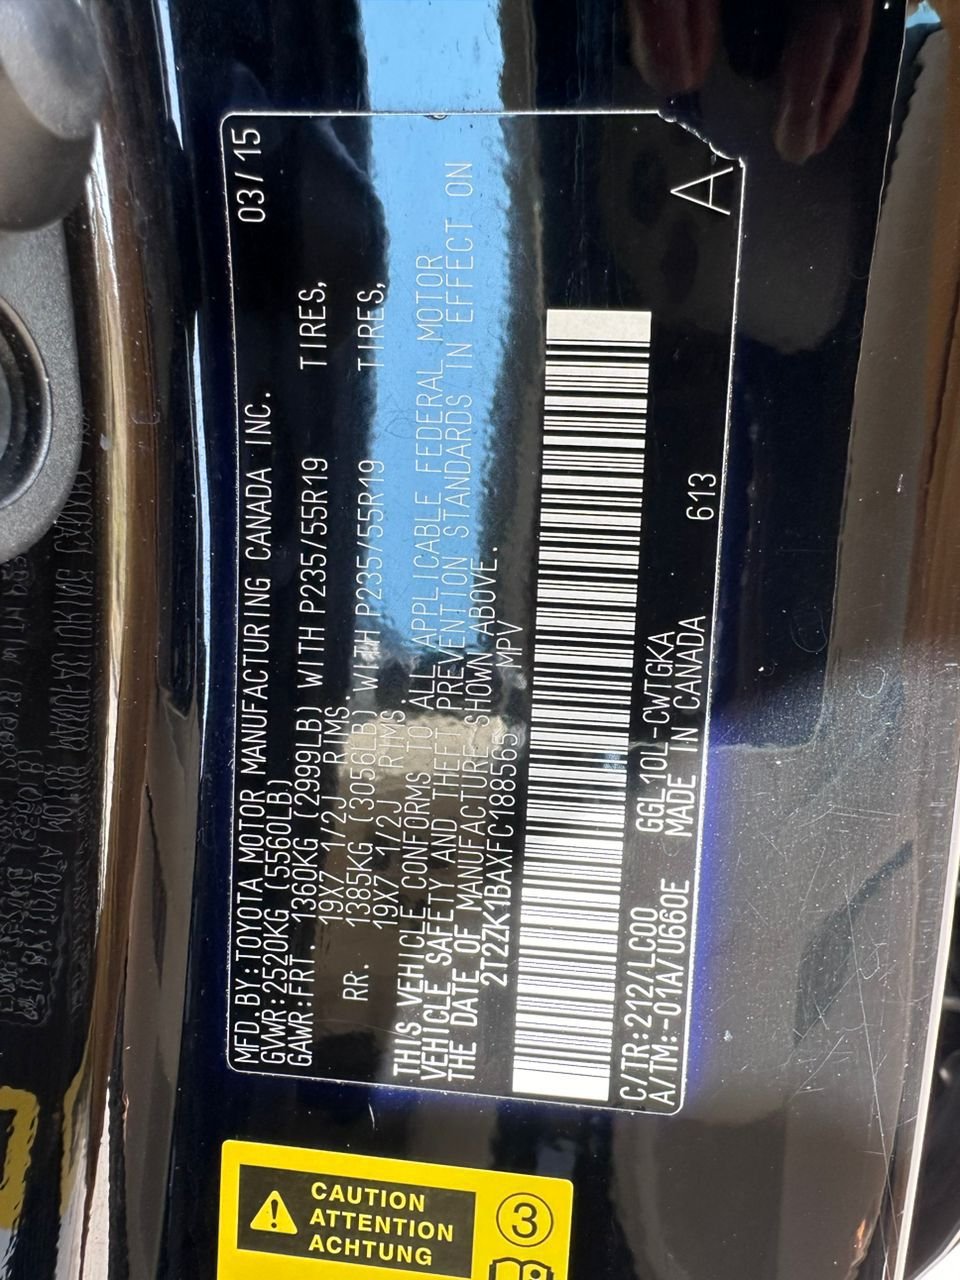 MFD.BY:TOYOTA MOTOR MANUFACTURING CANADA INC. 03/15
GVWR:2520KG (5560LB)
GAWR:FRT. 1360KG (2999LB) WITH P235/55R19 TIRES,
19X7 1/2J RIMS.
RR. 1385KG (3056LB) WITH P235/55R19 TIRES,
19X7 1/2J RIMS.
THIS VEHICLE CONFORMS TO ALL APPLICABLE FEDERAL MOTOR
VEHICLE SAFETY AND THEFT PREVENTION STANDARDS IN EFFECT ON
THE DATE OF MANUFACTURE SHOWN ABOVE.
2T2ZK1BAXFC188565 MPV
C/TR:212/LC00 GGL10L-CWTGKA
A/TM:-01A/U660E MADE IN CANADA 613
A
CAUTION
ATTENTION
ACHTUNG
3